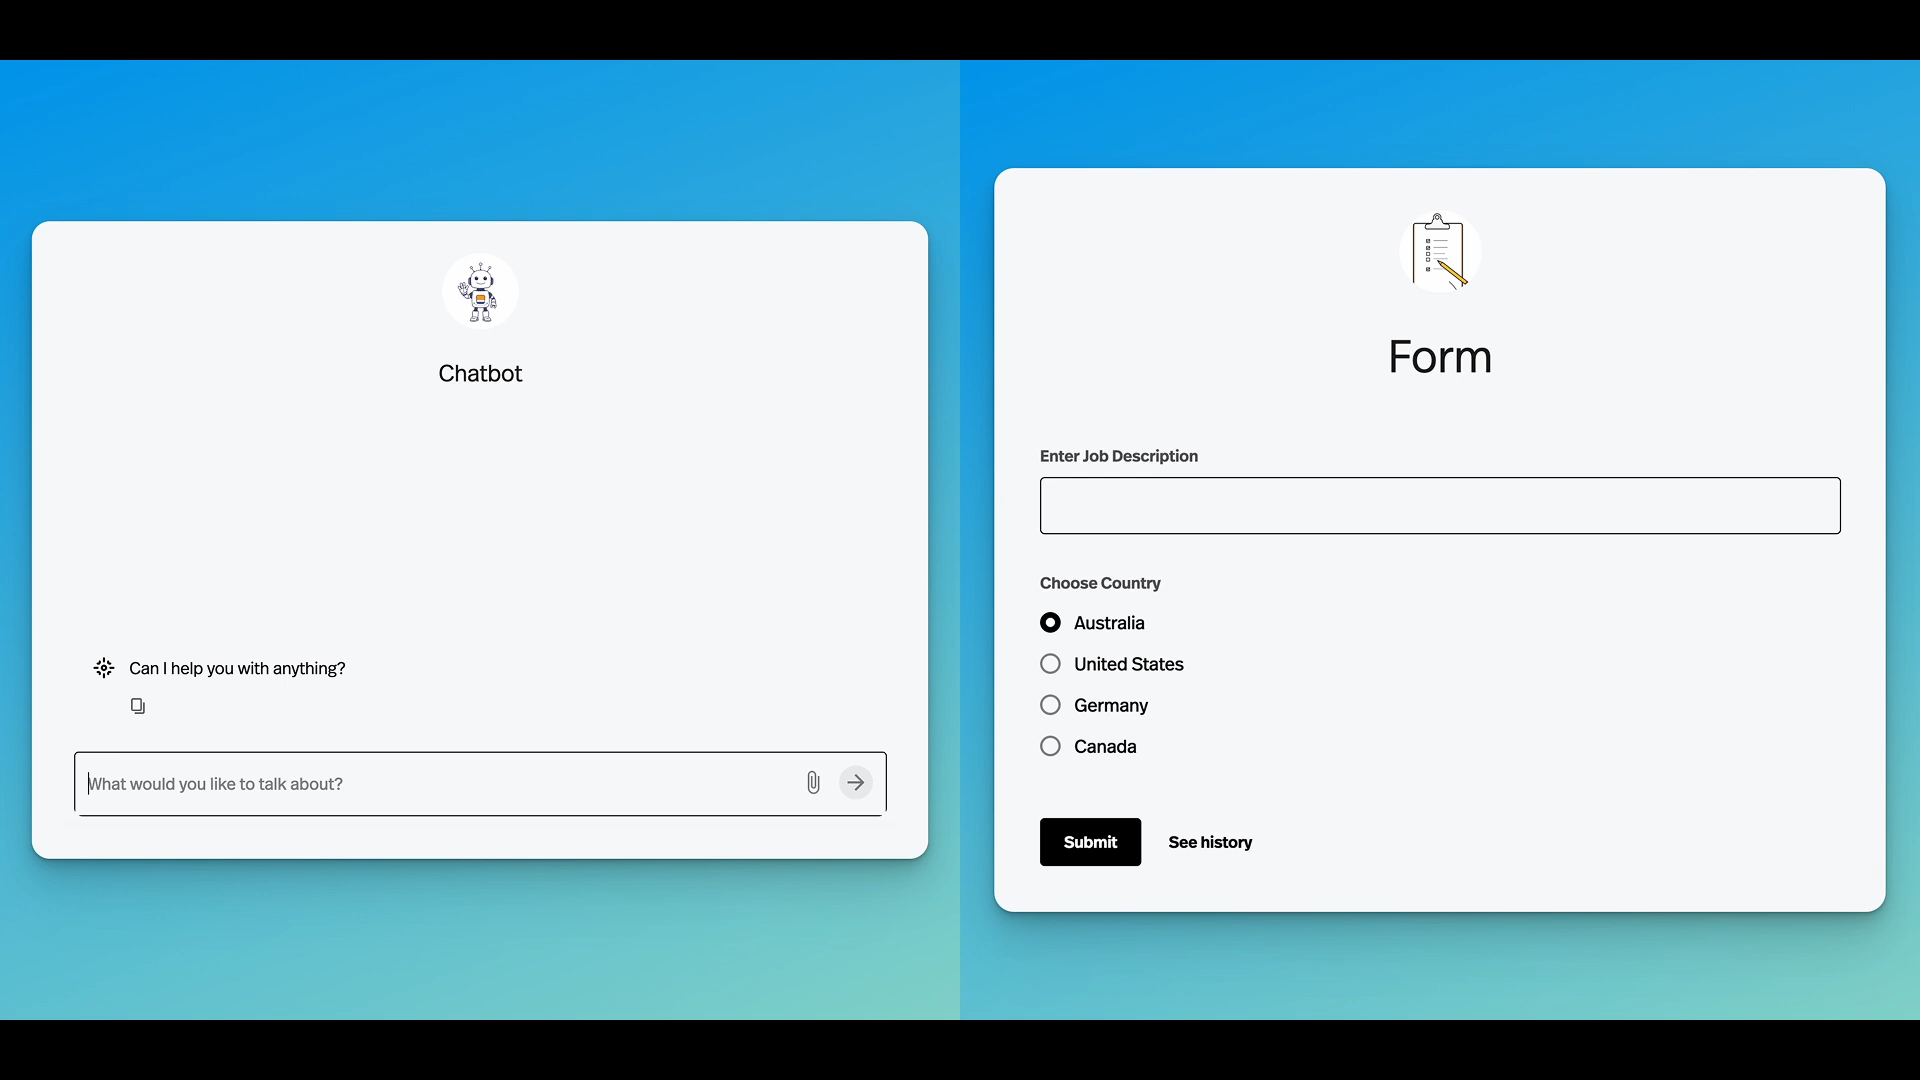 Chatbot
Can I help you with anything?
What would you like to talk about?
Form
Enter Job Description
Choose Country
Australia
United States
Germany
Canada
Submit
See history